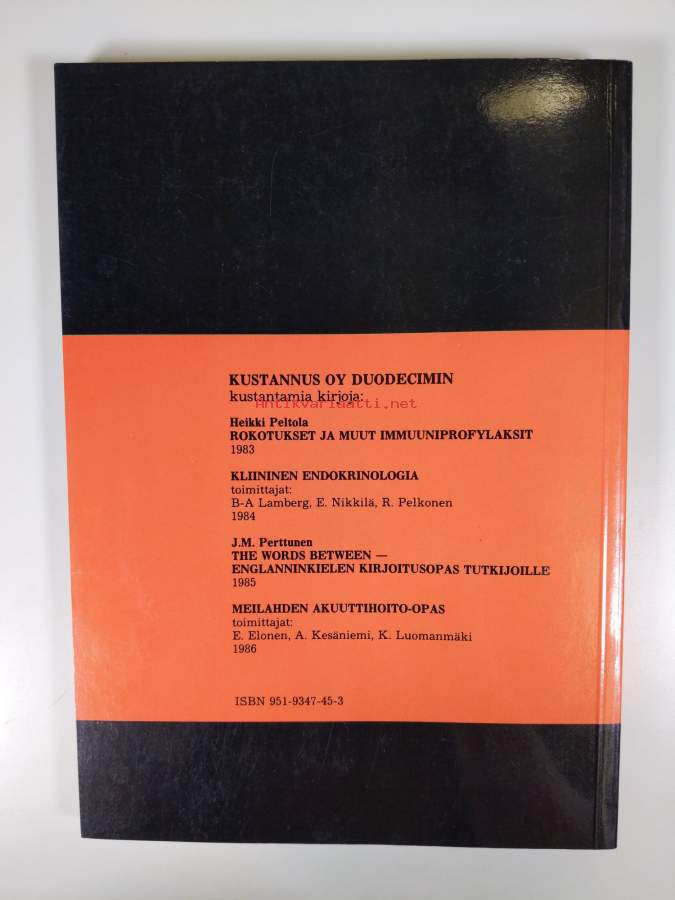 KUSTANNUS OY DUODECIMIN
kustantamia kirjoja:
Antikvariaatti.net
Heikki Peltola
ROKOTUKSET JA MUUT IMMUUNIPROFYLAKSIT
1983
KLIININEN ENDOKRINOLOGIA
toimittajat:
B-A Lamberg, E. Nikkilä, R. Pelkonen
1984
J.M. Perttunen
THE WORDS BETWEEN —
ENGLANNINKIELEN KIRJOITUSOPAS TUTKIJOILLE
1985
MEILAHDEN AKUUTTIHOITO-OPAS
toimittajat:
E. Elonen, A. Kesäniemi, K. Luomanmäki
1986
ISBN 951-9347-45-3